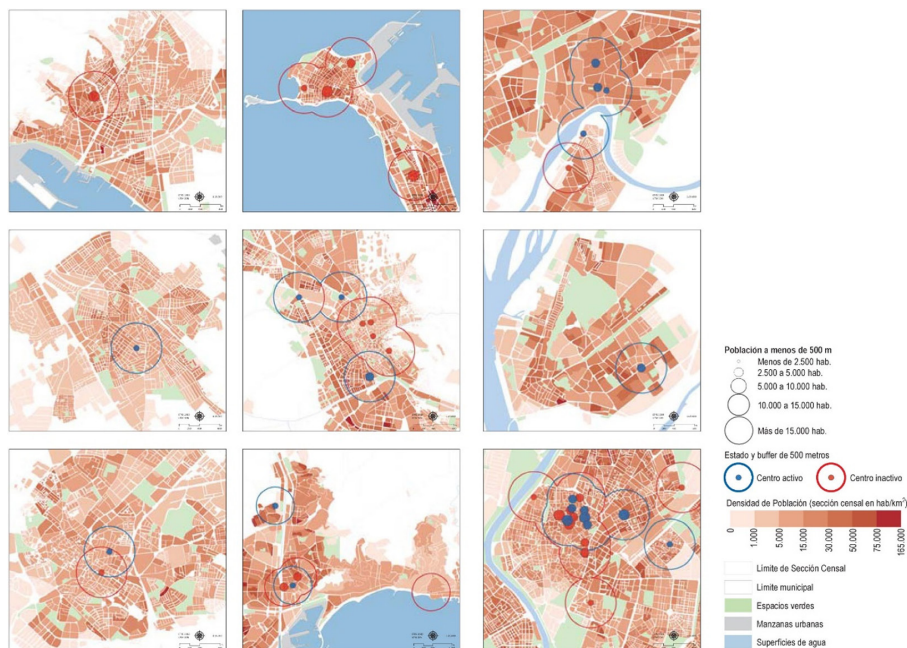 Población a menos de 500 m
Menos de 2.500 hab.
2.500 a 5.000 hab.
5.000 a 10.000 hab.
10.000 a 15.000 hab.
Más de 15.000 hab.
Estado y buffer de 500 metros
Centro activo
Centro inactivo
Densidad de Población (sección censal en hab/km²)
0
1.000
5.000
15.000
30.000
50.000
75.000
165.000
Límite de Sección Censal
Límite municipal
Espacios verdes
Manzanas urbanas
Superficies de agua